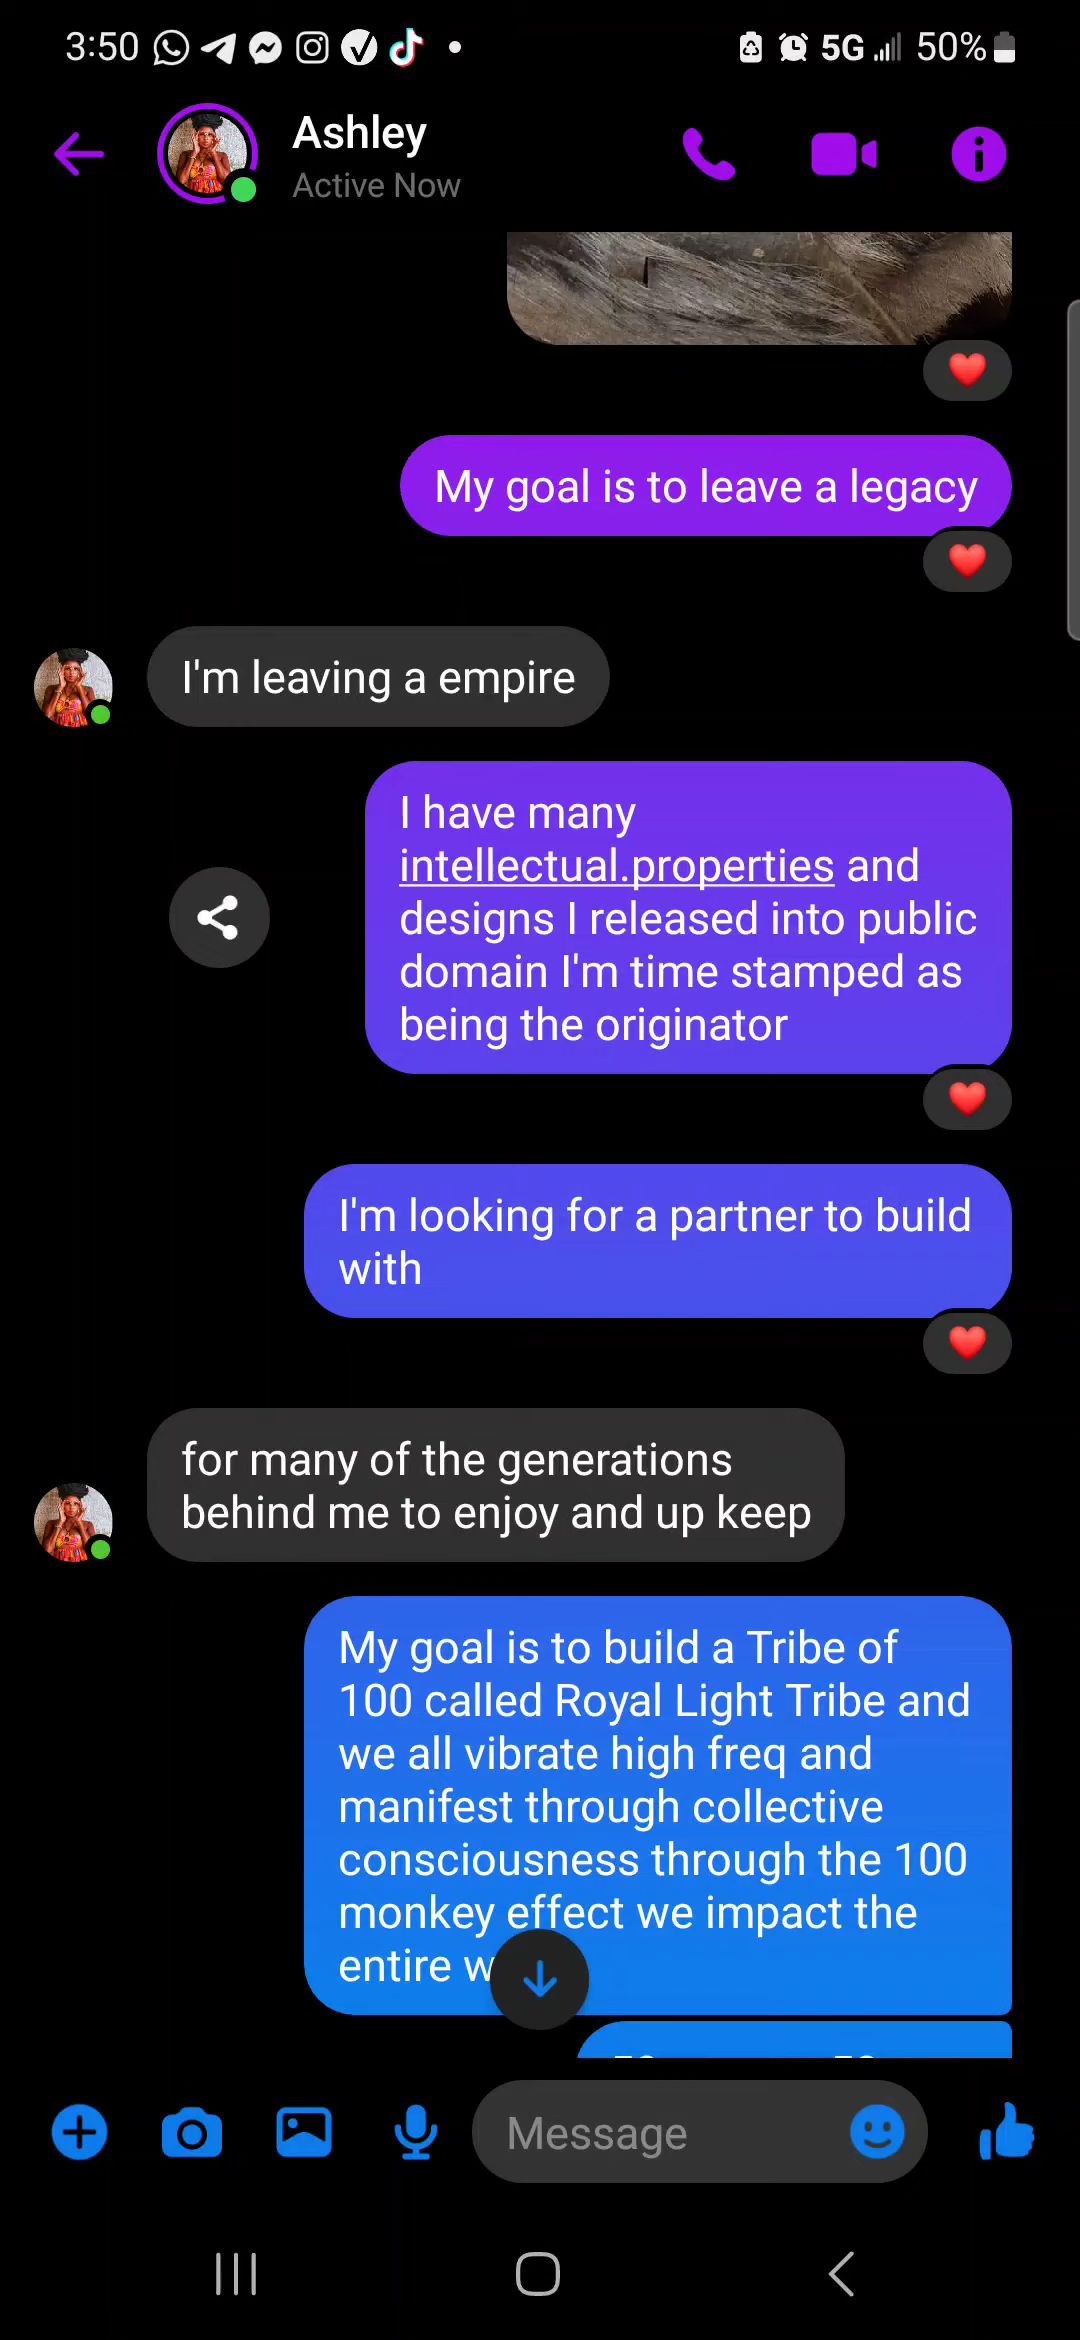 3:50
5G
50%
Ashley
Active Now
My goal is to leave a legacy
I'm leaving a empire
I have many
intellectual.properties and
designs I released into public
domain I'm time stamped as
being the originator
I'm looking for a partner to build
with
for many of the generations
behind me to enjoy and up keep
My goal is to build a Tribe of
100 called Royal Light Tribe and
we all vibrate high freq and
manifest through collective
consciousness through the 100
monkey effect we impact the
entire
Message